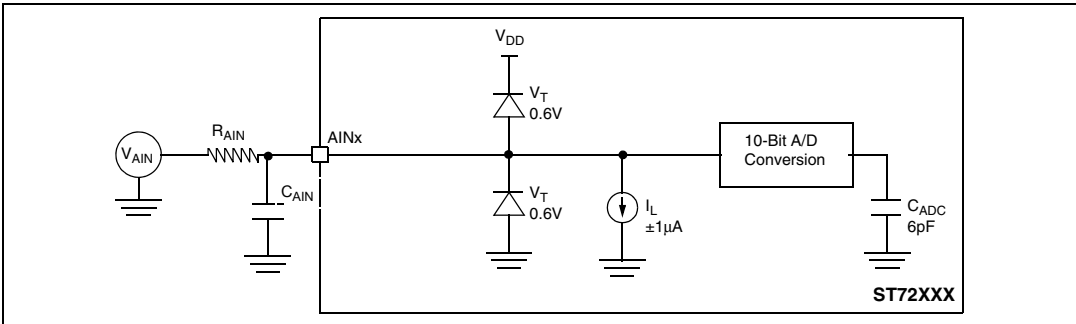 V_DD
V_T
0.6V
R_AIN
AINx
10-Bit A/D
Conversion
V_AIN
C_AIN
V_T
0.6V
I_L
±1µA
C_ADC
6pF
ST72XXX